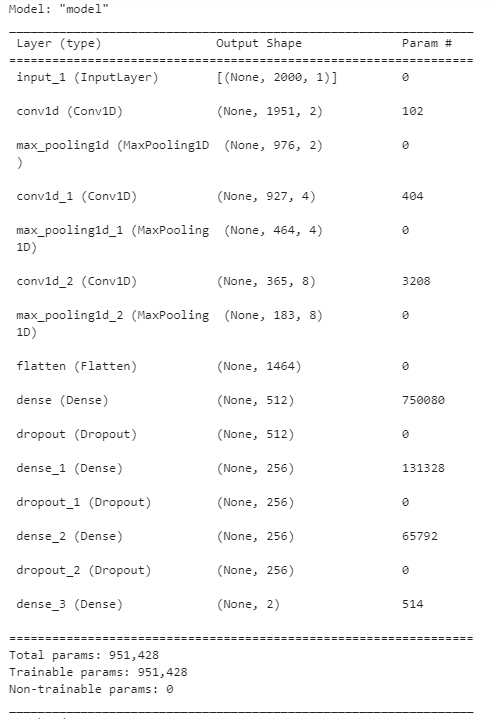 Model: "model"
Layer (type) Output Shape Param #
input_1 (InputLayer) [(None, 2000, 1)] 0
conv1d (Conv1D) (None, 1951, 2) 102
max_pooling1d (MaxPooling1D (None, 976, 2) 0
)
conv1d_1 (Conv1D) (None, 927, 4) 404
max_pooling1d_1 (MaxPooling (None, 464, 4) 0
1D)
conv1d_2 (Conv1D) (None, 365, 8) 3208
max_pooling1d_2 (MaxPooling (None, 183, 8) 0
1D)
flatten (Flatten) (None, 1464) 0
dense (Dense) (None, 512) 750080
dropout (Dropout) (None, 512) 0
dense_1 (Dense) (None, 256) 131328
dropout_1 (Dropout) (None, 256) 0
dense_2 (Dense) (None, 256) 65792
dropout_2 (Dropout) (None, 256) 0
dense_3 (Dense) (None, 2) 514
Total params: 951,428
Trainable params: 951,428
Non-trainable params: 0